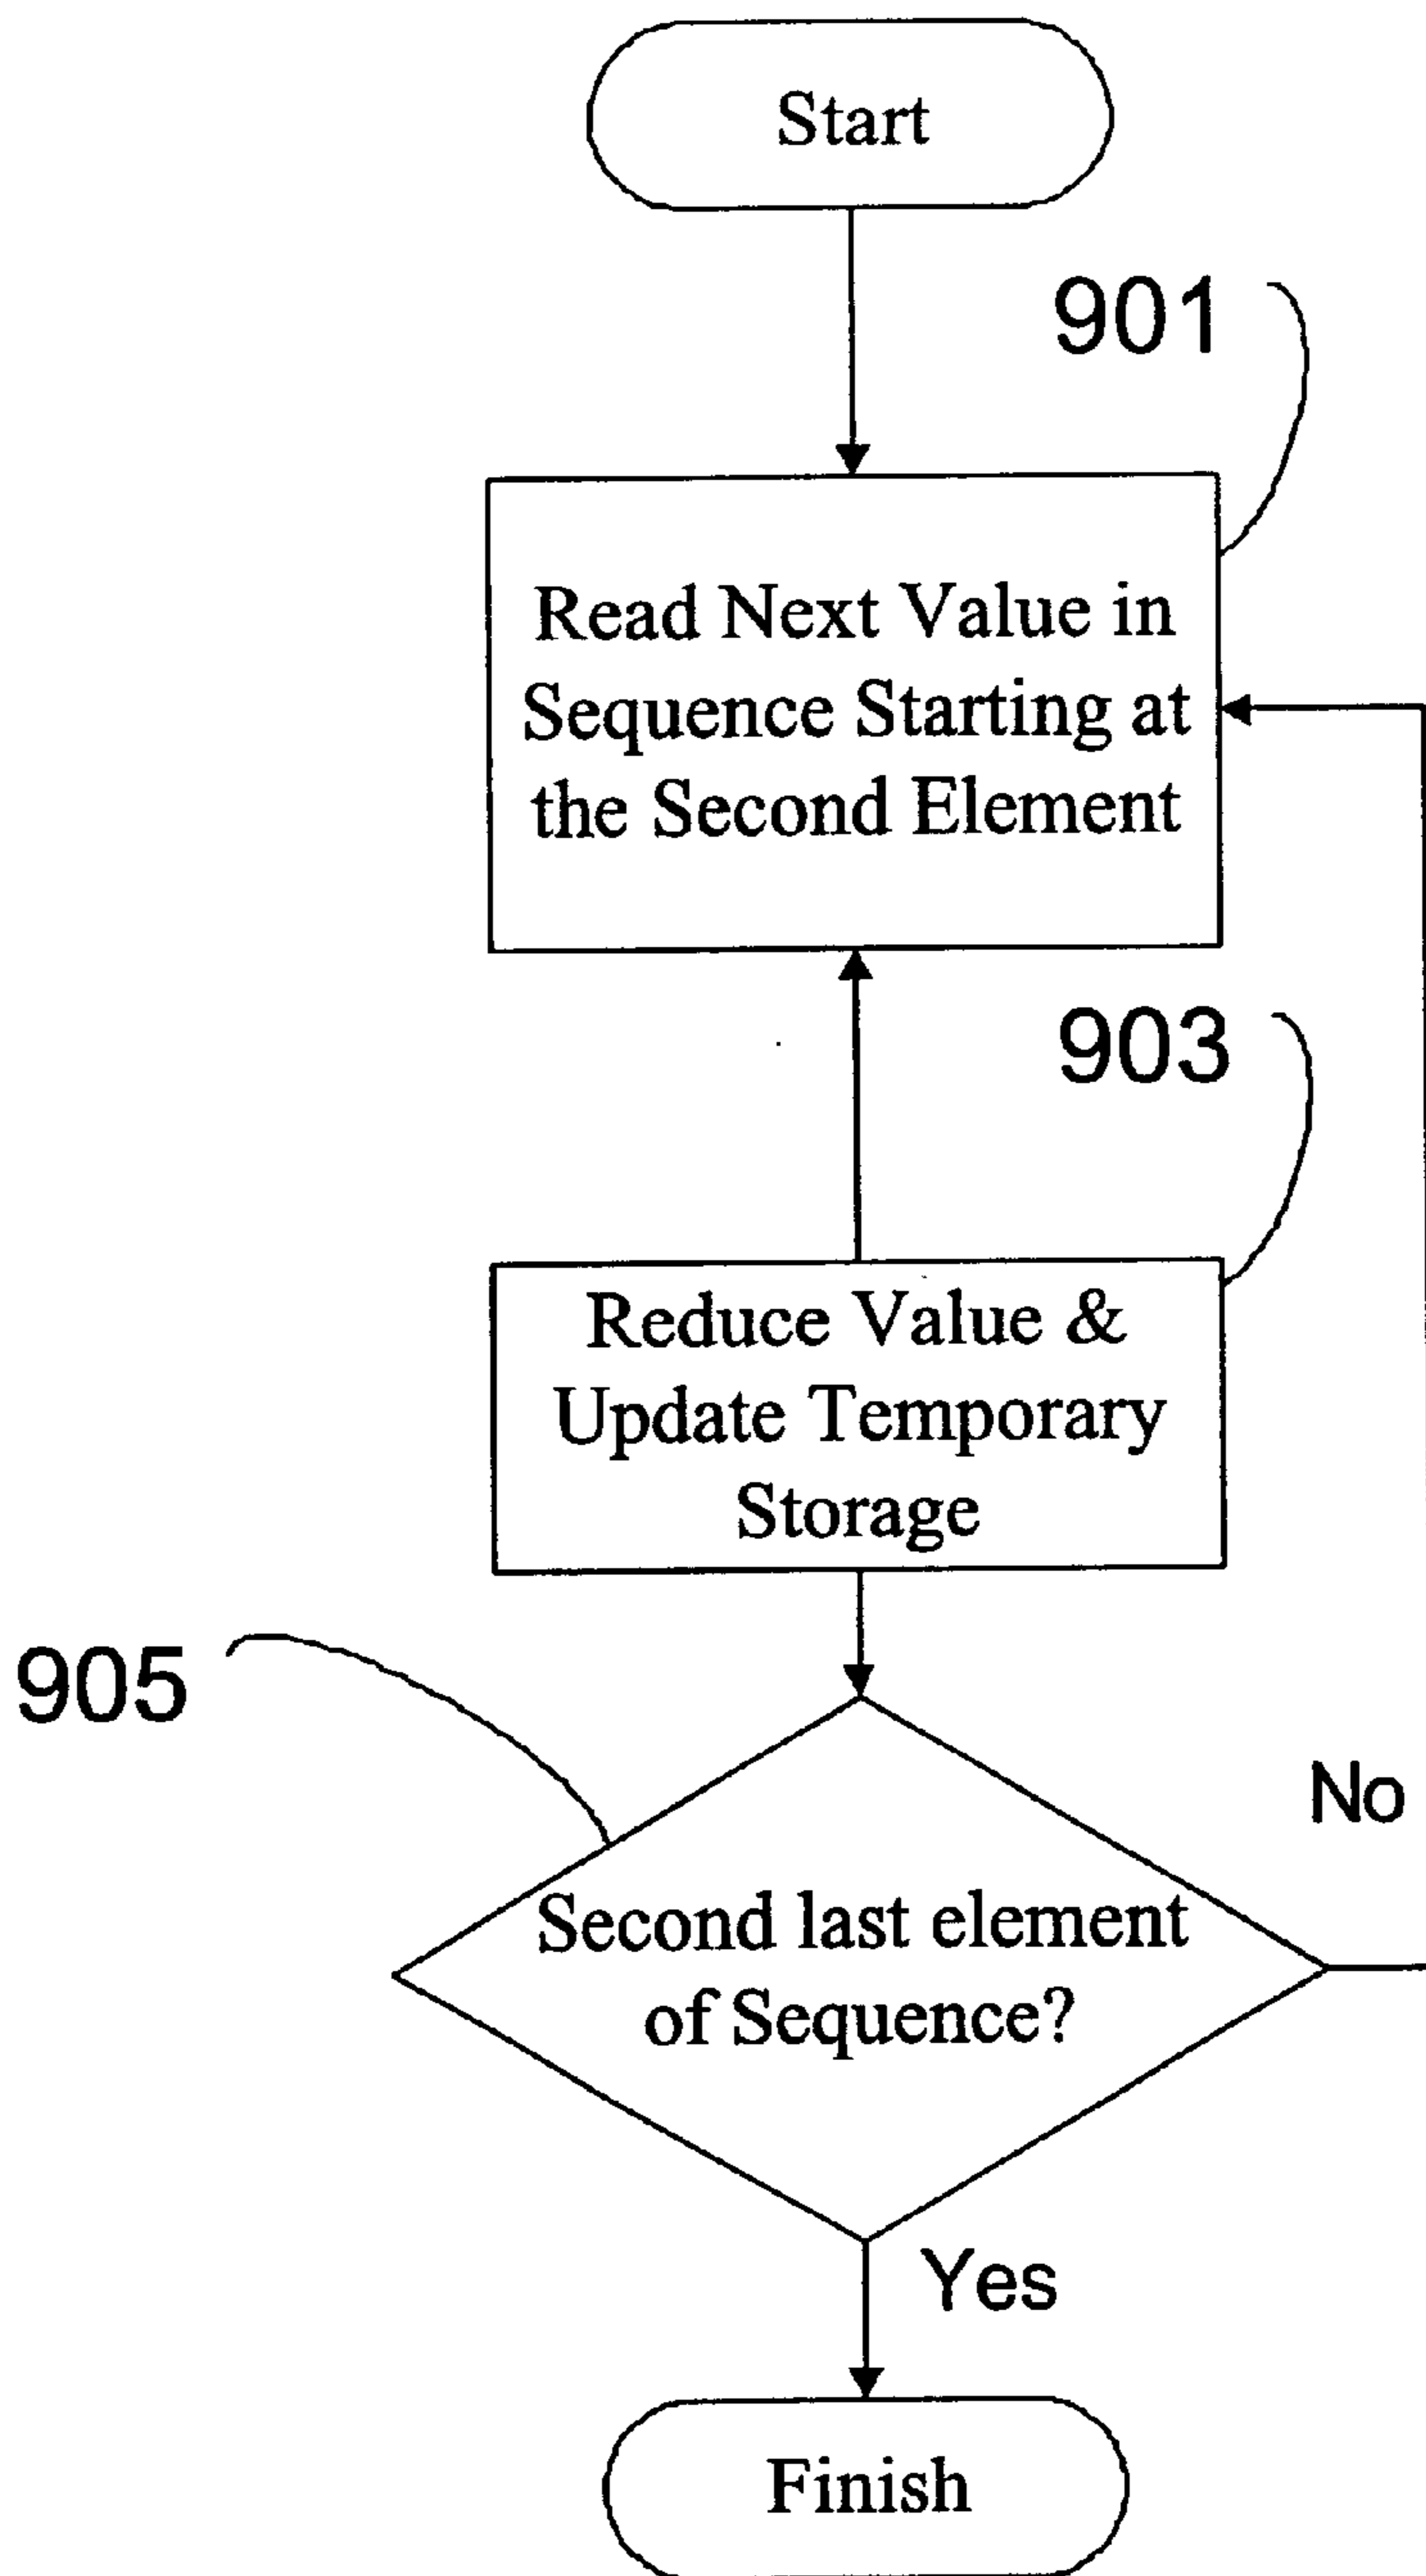 Start
901
Read Next Value in
Sequence Starting at
the Second Element
903
Reduce Value &
Update Temporary
Storage
905
No
Second last element
of Sequence?
Yes
Finish